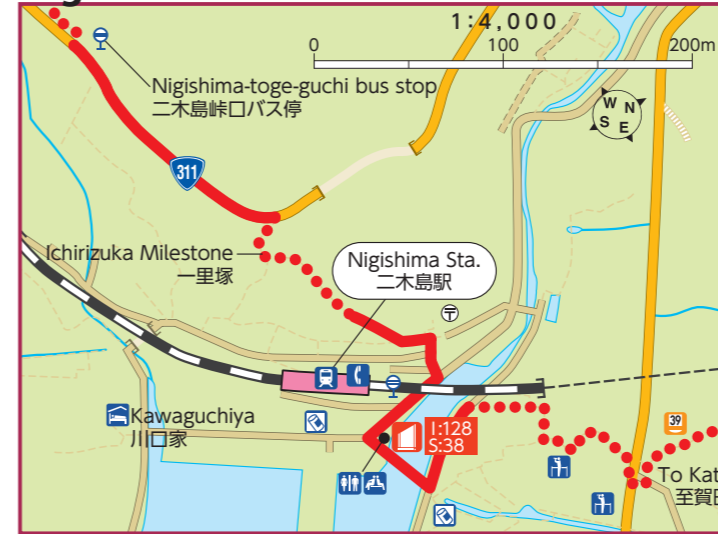 1:4,000
0 100 200m
Nigishima-toge-guchi bus stop
二木島峠口バス停
W N
S E
311
Ichirizuka Milestone
一里塚
Nigishima Sta.
二木島駅
〒
Kawaguchiya
川口家
I:128
S:38
39
To Kat
至賀田